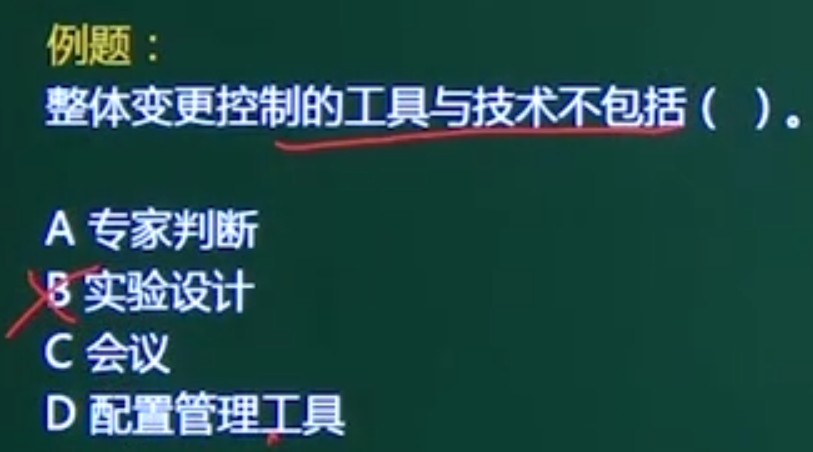 例题：
整体变更控制的工具与技术不包括（ ）。
A 专家判断
B 实验设计
C 会议
D 配置管理工具